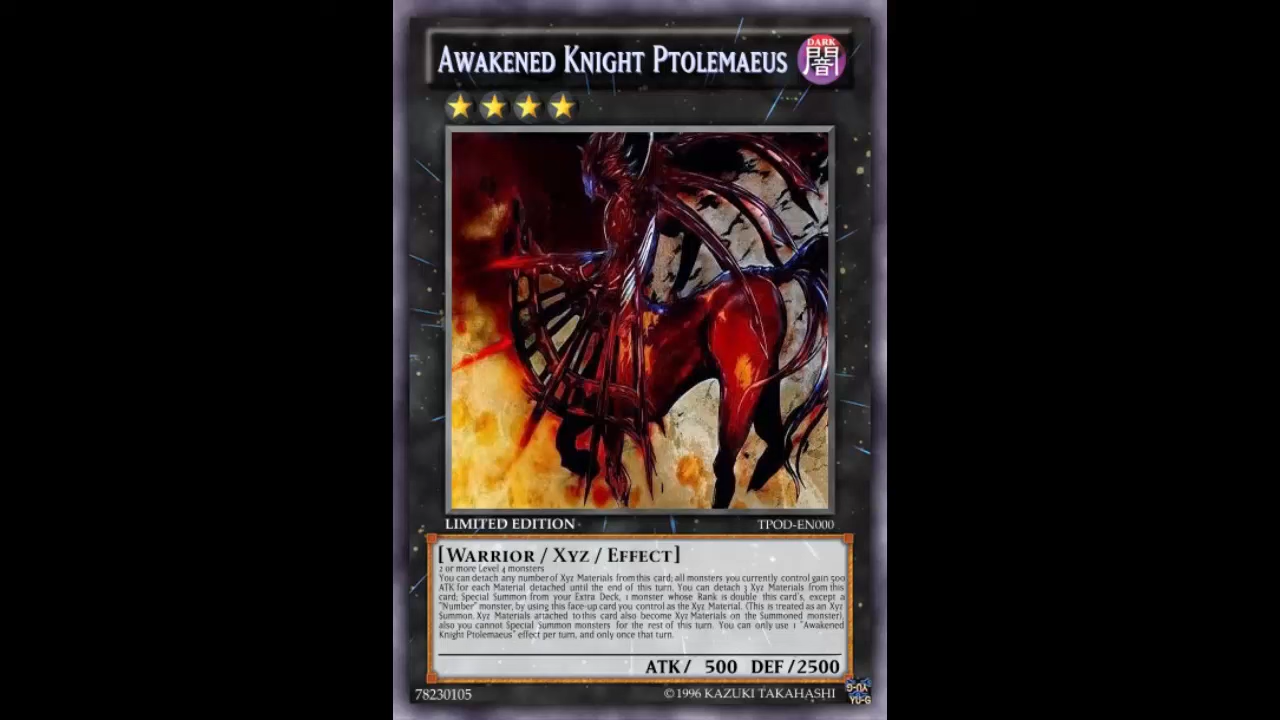 AWAKENED KNIGHT PTOLEMAEUS
DARK
闇
LIMITED EDITION
TPOD-EN000
[WARRIOR / XYZ / EFFECT]
2 or more Level 4 monsters
You can detach any number of Xyz Materials from this card; all monsters you currently control gain 500
ATK for each Material detached until the end of this turn. You can detach 3 Xyz Materials from this
card; Special Summon from your Extra Deck, 1 monster whose Rank is double this card's, except a
"Number" monster, by using this face-up card you control as the Xyz Material. (This is treated as an Xyz
Summon. Xyz Materials attached to this card also become Xyz Materials on the Summoned monster),
also you cannot Special Summon monsters for the rest of this turn. You can only use 1 "Awakened
Knight Ptolemaeus" effect per turn, and only once that turn.
ATK/ 500 DEF/2500
78230105
©1996 KAZUKI TAKAHASHI